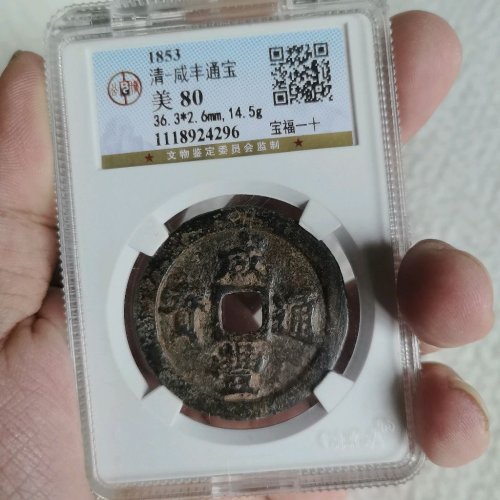 1853
清-咸丰通宝
美 80
36.3*2.6mm,14.5g
1118924296
宝福一十
★ 文物鉴定委员会监制 ★
咸
豐
通
寶